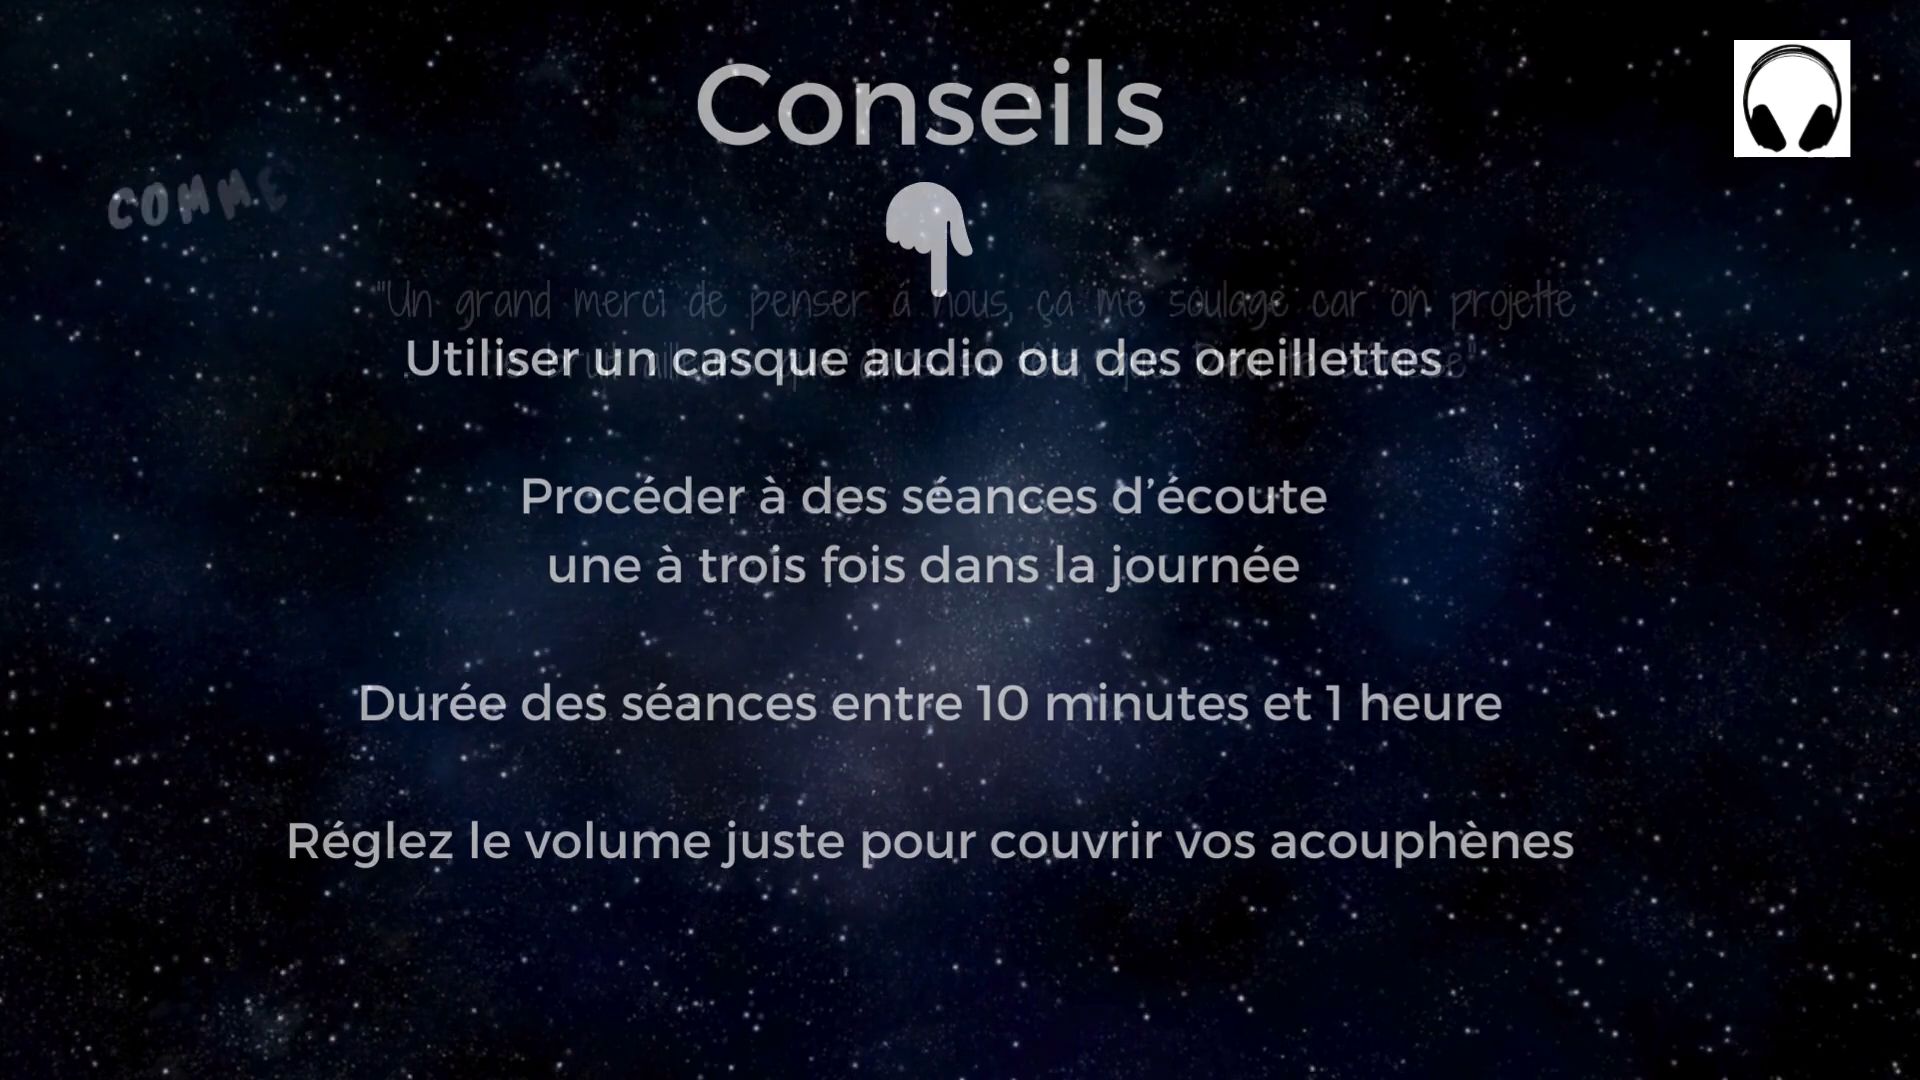 Conseils
COMME
"Un grand merci de penser à nous, ça me soulage car on projette
Utiliser un casque audio ou des oreillettes
Procéder à des séances d’écoute
une à trois fois dans la journée
Durée des séances entre 10 minutes et 1 heure
Réglez le volume juste pour couvrir vos acouphènes